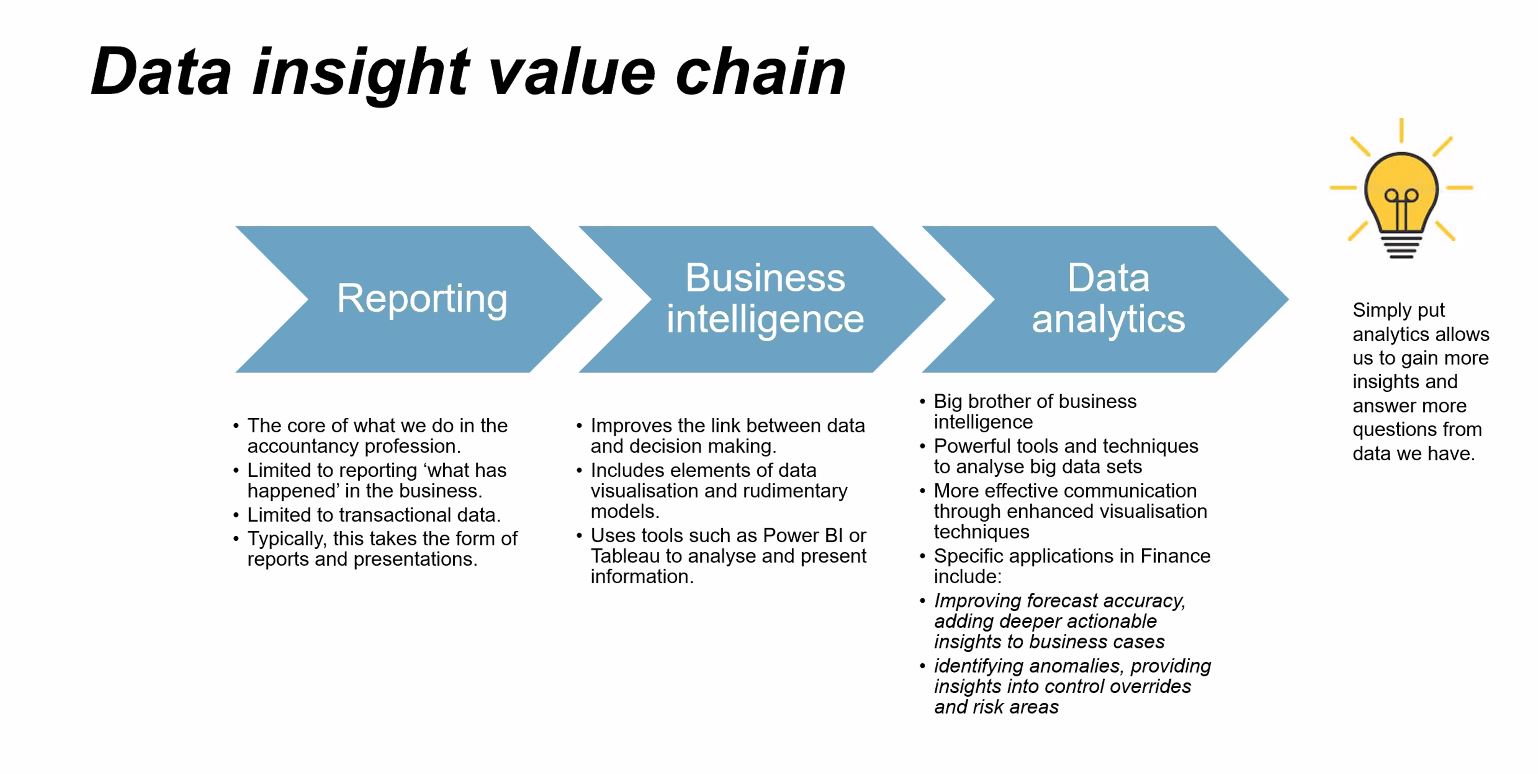 Data insight value chain
Reporting
Business
intelligence
Data
analytics
• The core of what we do in the
accountancy profession.
• Limited to reporting ‘what has
happened’ in the business.
• Limited to transactional data.
• Typically, this takes the form of
reports and presentations.
• Improves the link between data
and decision making.
• Includes elements of data
visualisation and rudimentary
models.
• Uses tools such as Power BI or
Tableau to analyse and present
information.
• Big brother of business
intelligence
• Powerful tools and techniques
to analyse big data sets
• More effective communication
through enhanced visualisation
techniques
• Specific applications in Finance
include:
• Improving forecast accuracy,
adding deeper actionable
insights to business cases
• identifying anomalies, providing
insights into control overrides
and risk areas
Simply put
analytics allows
us to gain more
insights and
answer more
questions from
data we have.